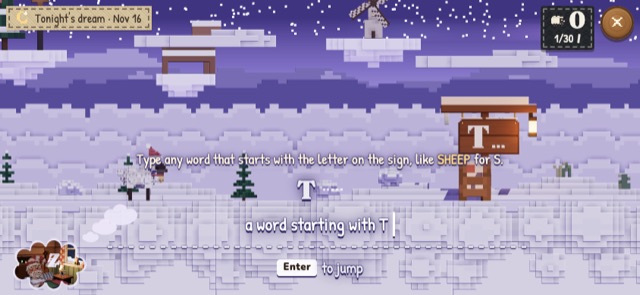 Tonight's dream · Nov 16
0
1/30
T...
Type any word that starts with the letter on the sign, like SHEEP for S.
T
a word starting with T
Enter to jump